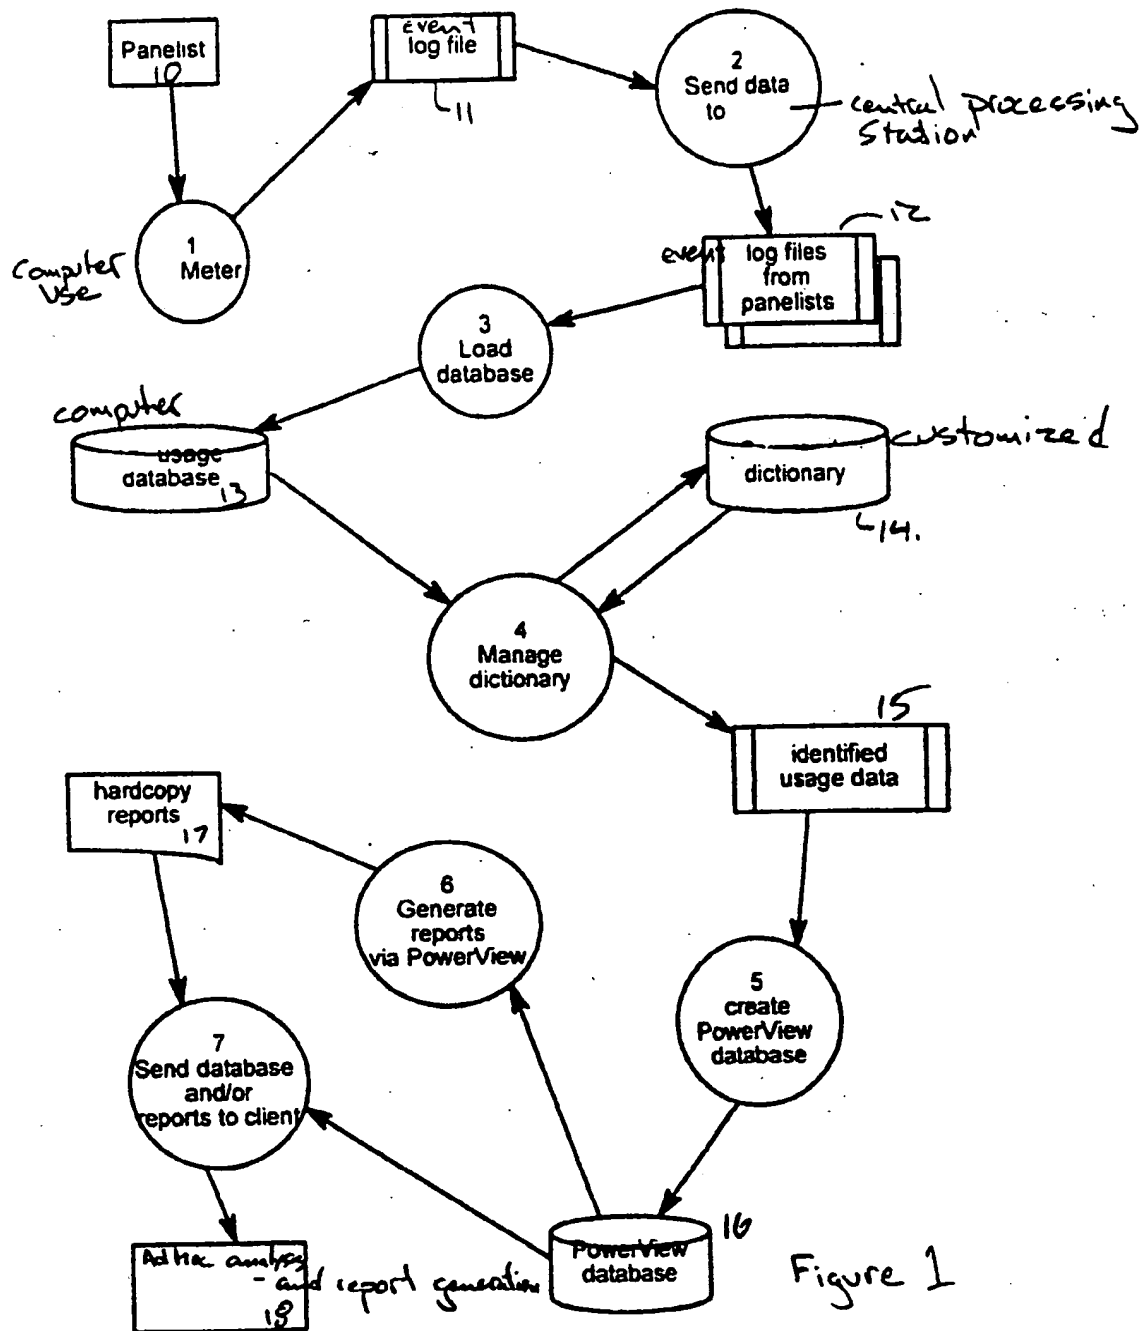 Panelist
10
event
log file
11
2
Send data
to
central processing
station
1
Meter
computer
use
12
event log files
from
panelists
3
Load
database
computer
usage
database
13
customized
dictionary
14.
4
Manage
dictionary
15
identified
usage data
hardcopy
reports
17
6
Generate
reports
via PowerView
5
create
PowerView
database
7
Send database
and/or
reports to client
16
PowerView
database
Ad hoc analysis
- and report generation
18
Figure 1